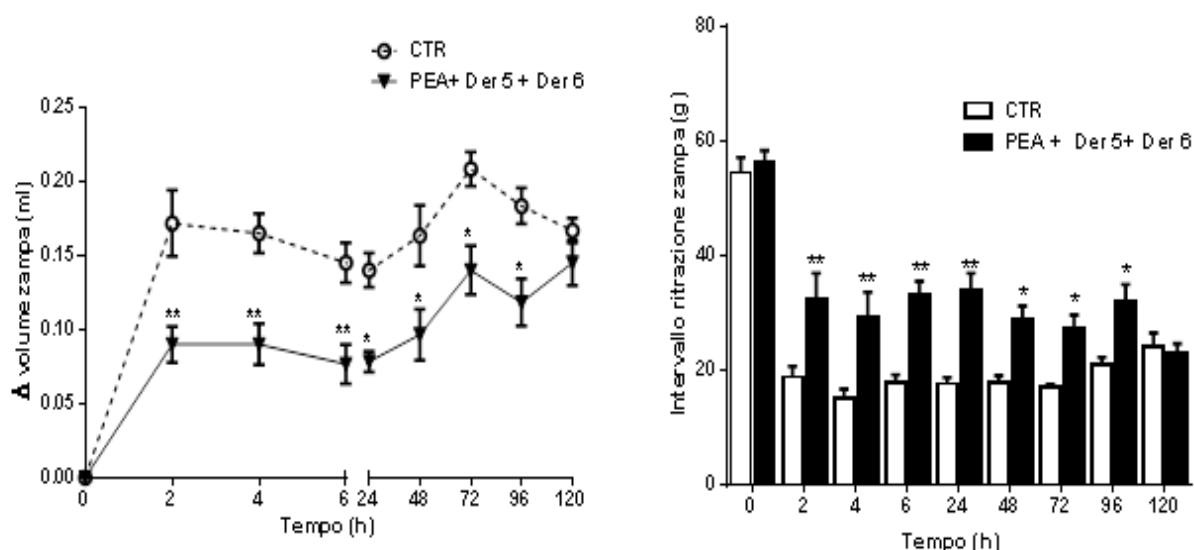 CTR
PEA+ Der 5 + Der 6
0.25
0.20
0.15
0.10
0.05
0.00
Δ volume zampa (ml)
** ** ** * * * *
0 2 4 6 24 48 72 96 120
Tempo (h)
80
60
40
20
0
Intervallo ritrazione zampa (g)
CTR
PEA + Der 5+ Der 6
** ** ** ** * * *
0 2 4 6 24 48 72 96 120
Tempo (h)